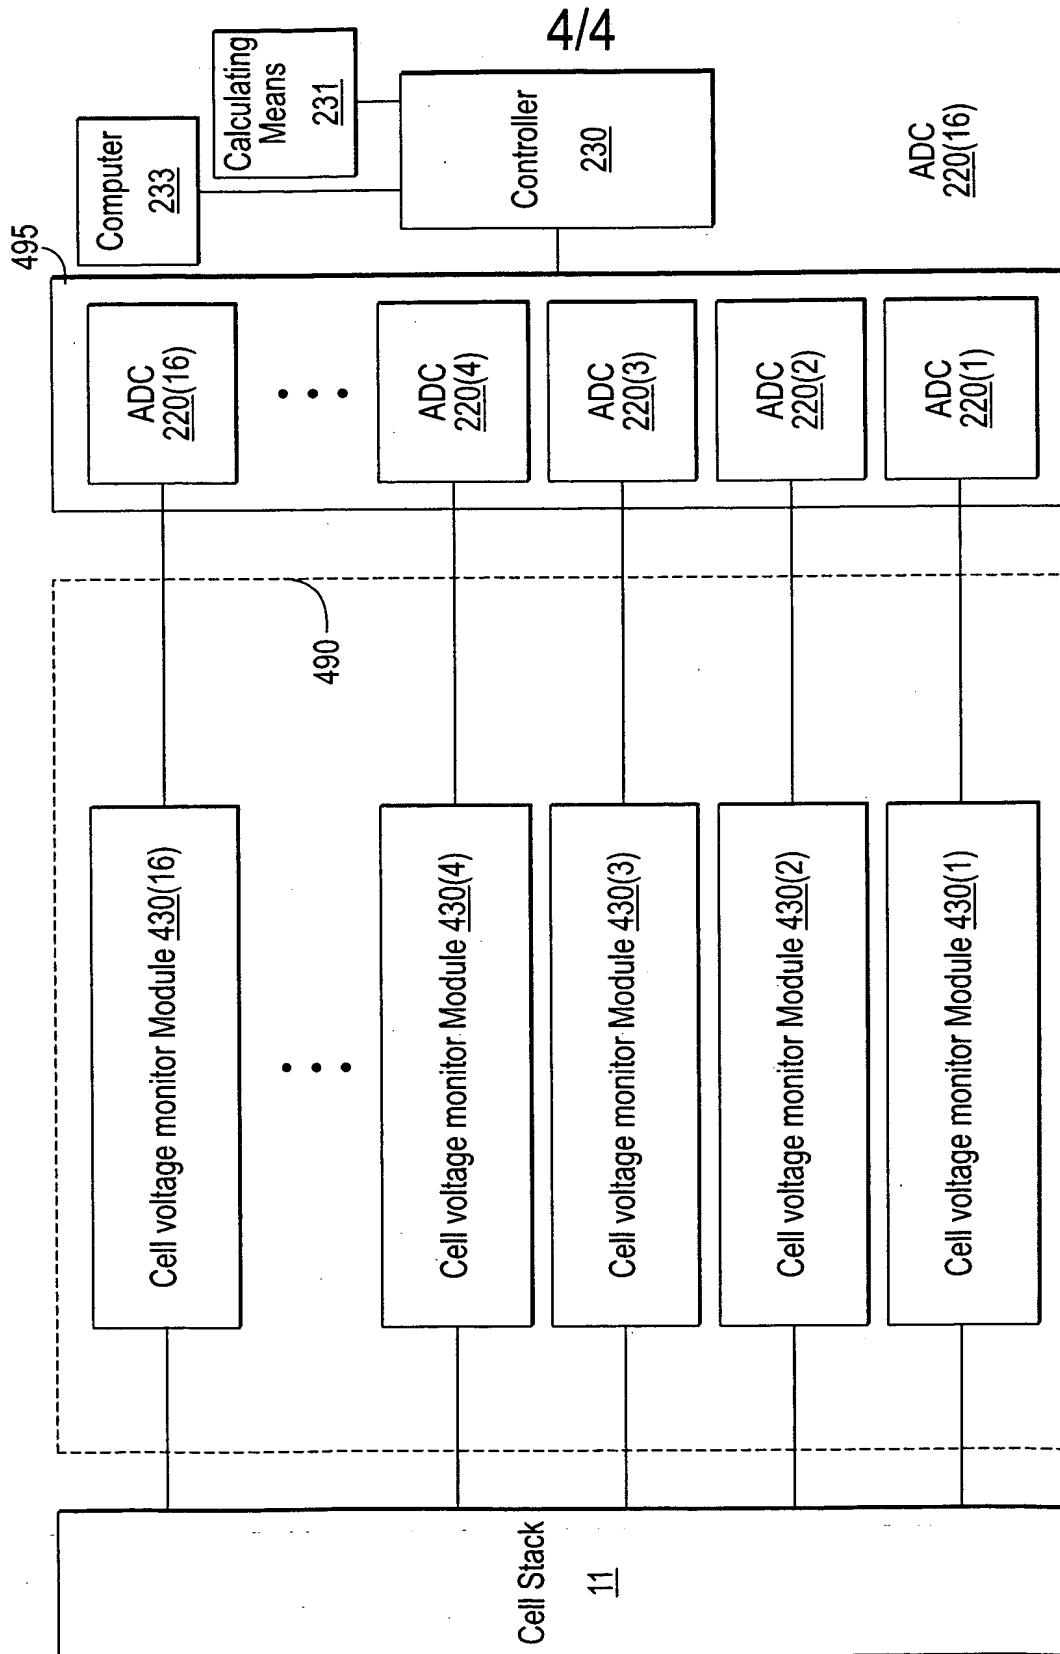 4/4
495
Computer
233
Calculating
Means
231
Controller
230
ADC
220(16)
ADC
220(16)
ADC
220(4)
ADC
220(3)
ADC
220(2)
ADC
220(1)
490
Cell voltage monitor Module 430(16)
Cell voltage monitor Module 430(4)
Cell voltage monitor Module 430(3)
Cell voltage monitor Module 430(2)
Cell voltage monitor Module 430(1)
Cell Stack
11